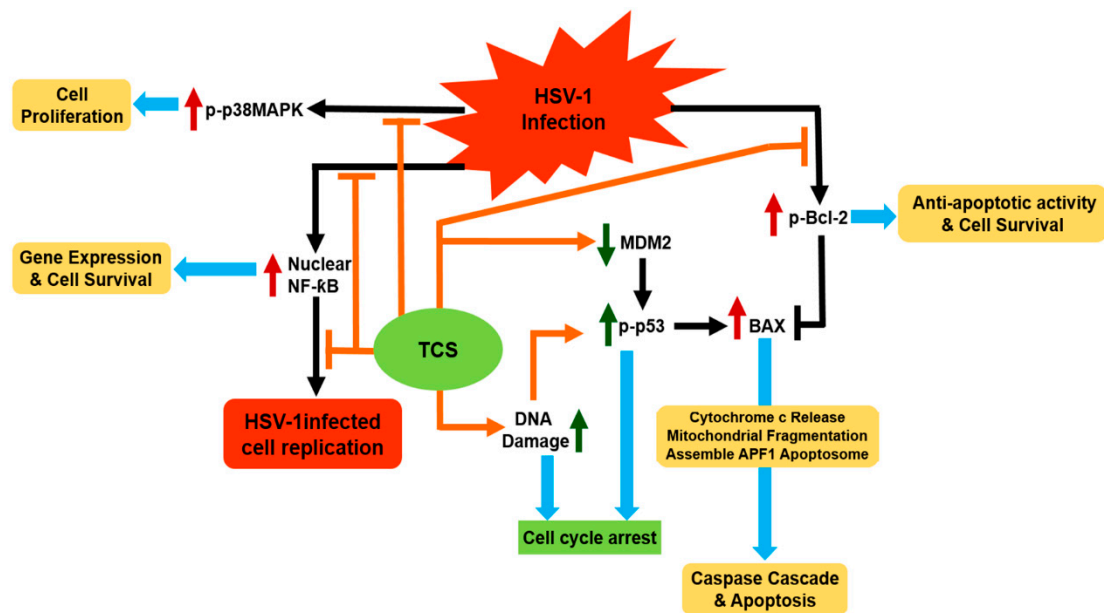 HSV-1
Infection
Cell
Proliferation
p-p38MAPK
p-Bcl-2
Anti-apoptotic activity
& Cell Survival
Gene Expression
& Cell Survival
Nuclear
NF-ƙB
MDM2
p-p53
BAX
TCS
HSV-1infected
cell replication
DNA
Damage
Cytochrome c Release
Mitochondrial Fragmentation
Assemble APF1 Apoptosome
Cell cycle arrest
Caspase Cascade
& Apoptosis